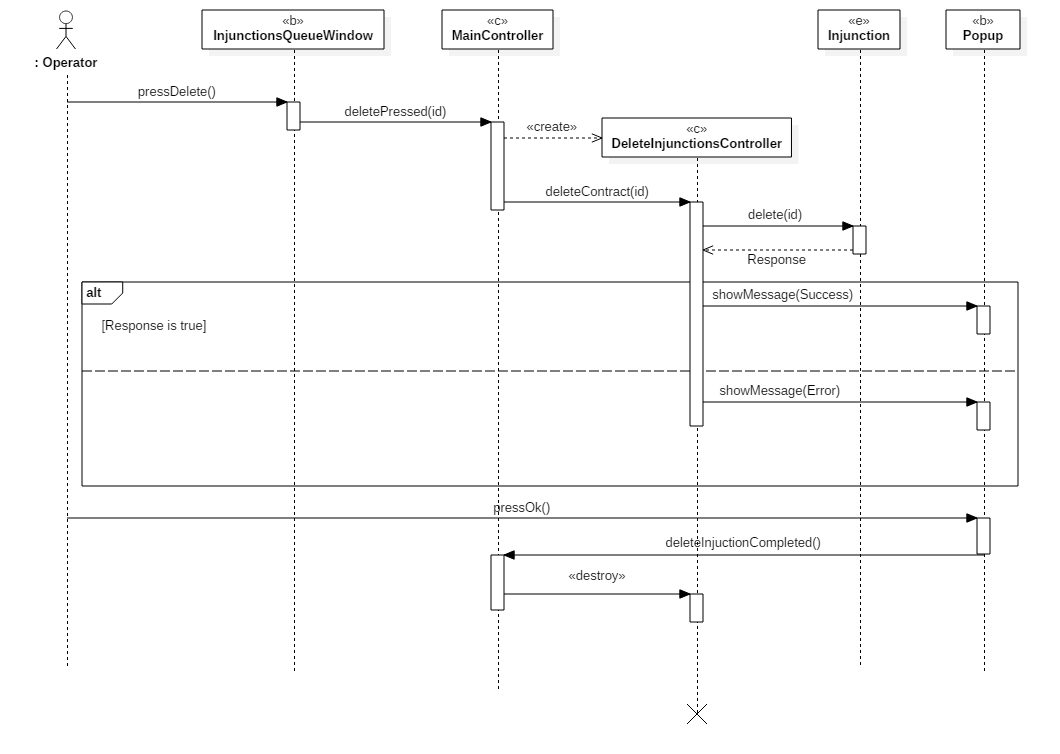 «b»
InjunctionsQueueWindow
«c»
MainController
«e»
Injunction
«b»
Popup
: Operator
pressDelete()
deletePressed(id)
«create»
«c»
DeleteInjunctionsController
deleteContract(id)
delete(id)
Response
alt
showMessage(Success)
[Response is true]
showMessage(Error)
pressOk()
deleteInjuctionCompleted()
«destroy»